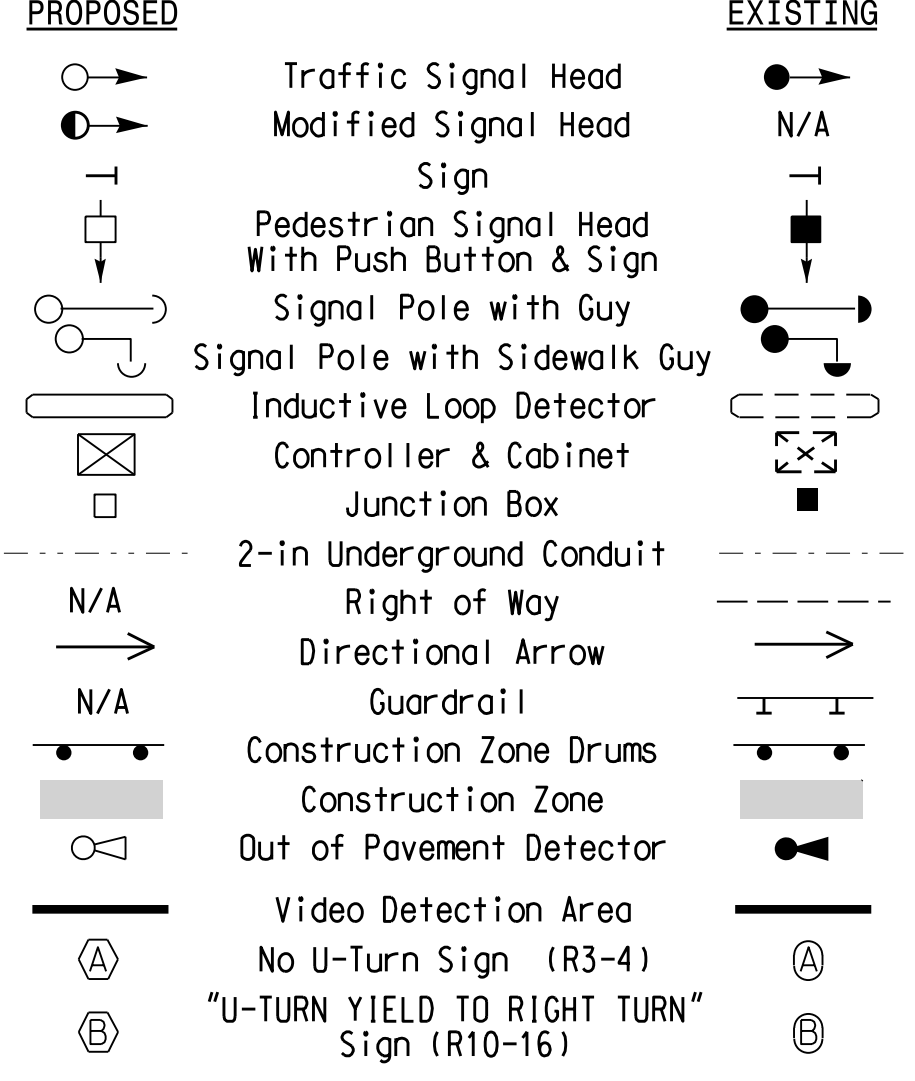 PROPOSED EXISTING
Traffic Signal Head
Modified Signal Head N/A
Sign
Pedestrian Signal Head
With Push Button & Sign
Signal Pole with Guy
Signal Pole with Sidewalk Guy
Inductive Loop Detector
Controller & Cabinet
Junction Box
2-in Underground Conduit
N/A Right of Way
Directional Arrow
N/A Guardrail
Construction Zone Drums
Construction Zone
Out of Pavement Detector
Video Detection Area
A No U-Turn Sign (R3-4) A
"U-TURN YIELD TO RIGHT TURN"
B Sign (R10-16) B